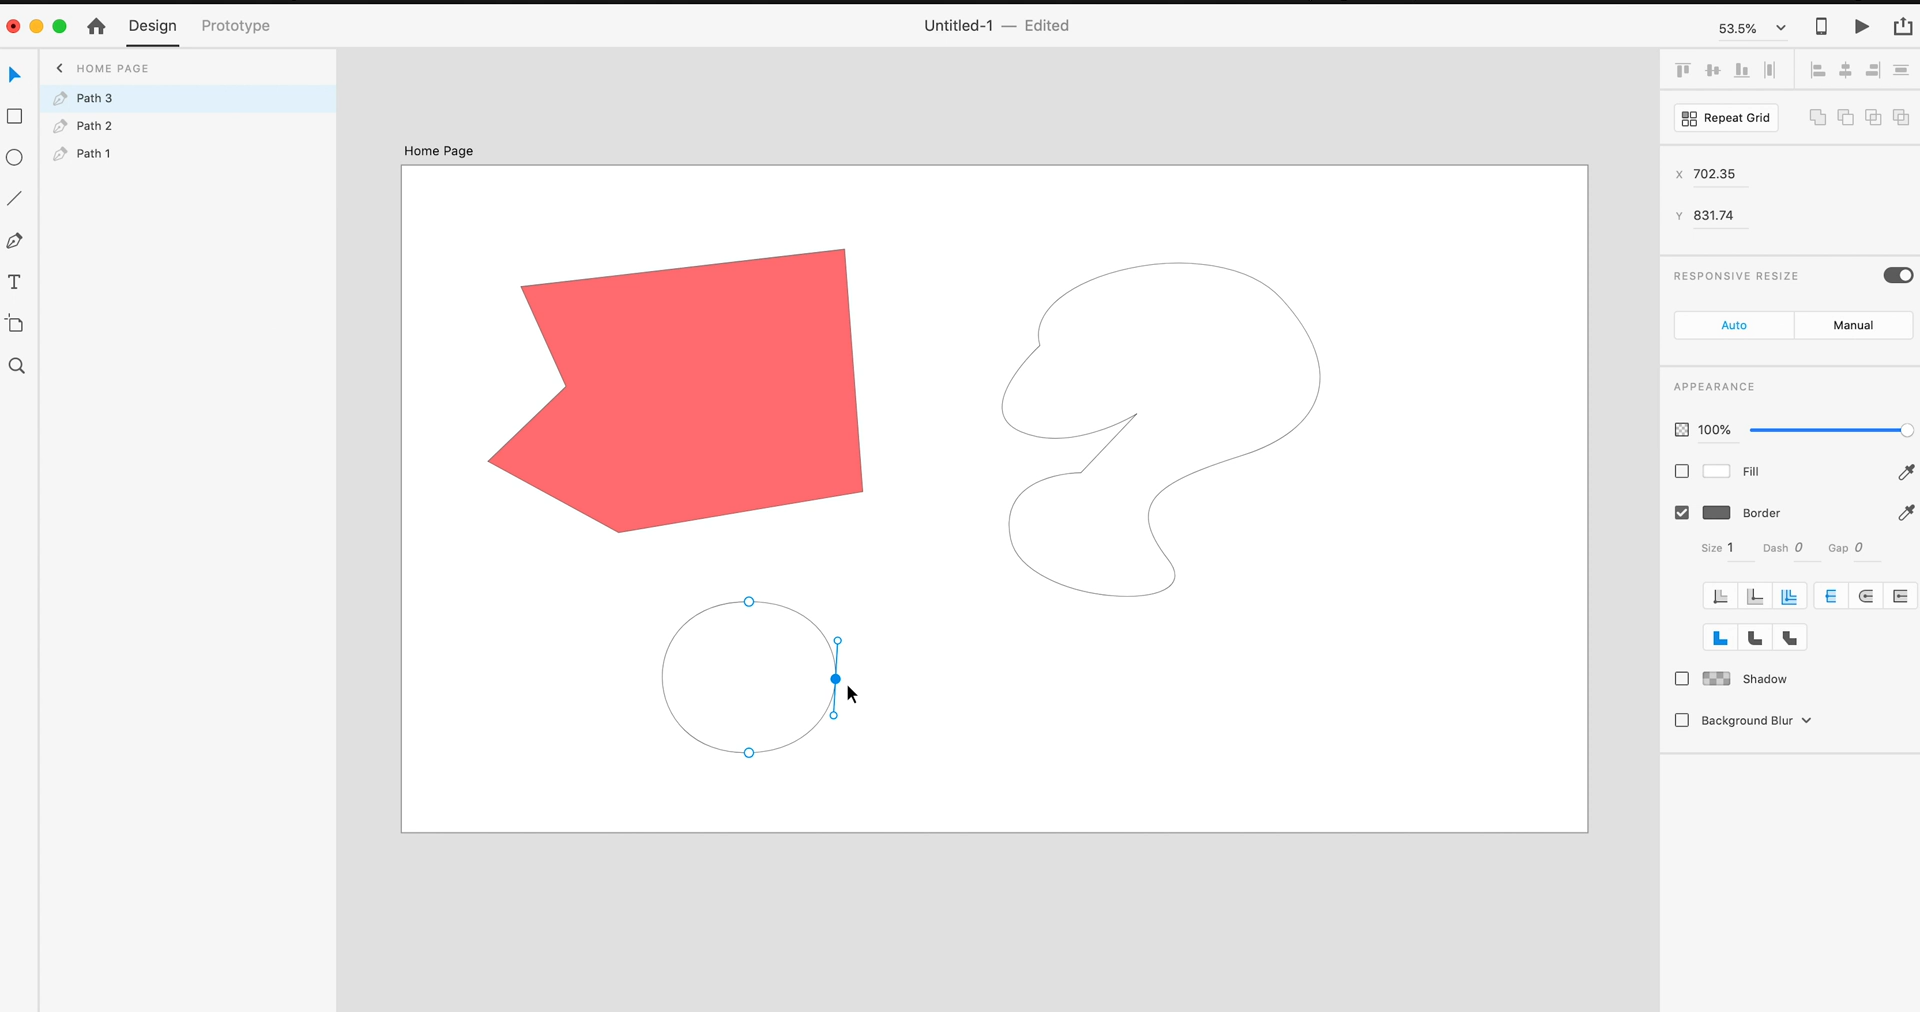 Design
Prototype
Untitled-1 — Edited
53.5%
HOME PAGE
Path 3
Path 2
Path 1
Home Page
Repeat Grid
X 702.35
Y 831.74
RESPONSIVE RESIZE
Auto
Manual
APPEARANCE
100%
Fill
Border
Size 1 Dash 0 Gap 0
Shadow
Background Blur